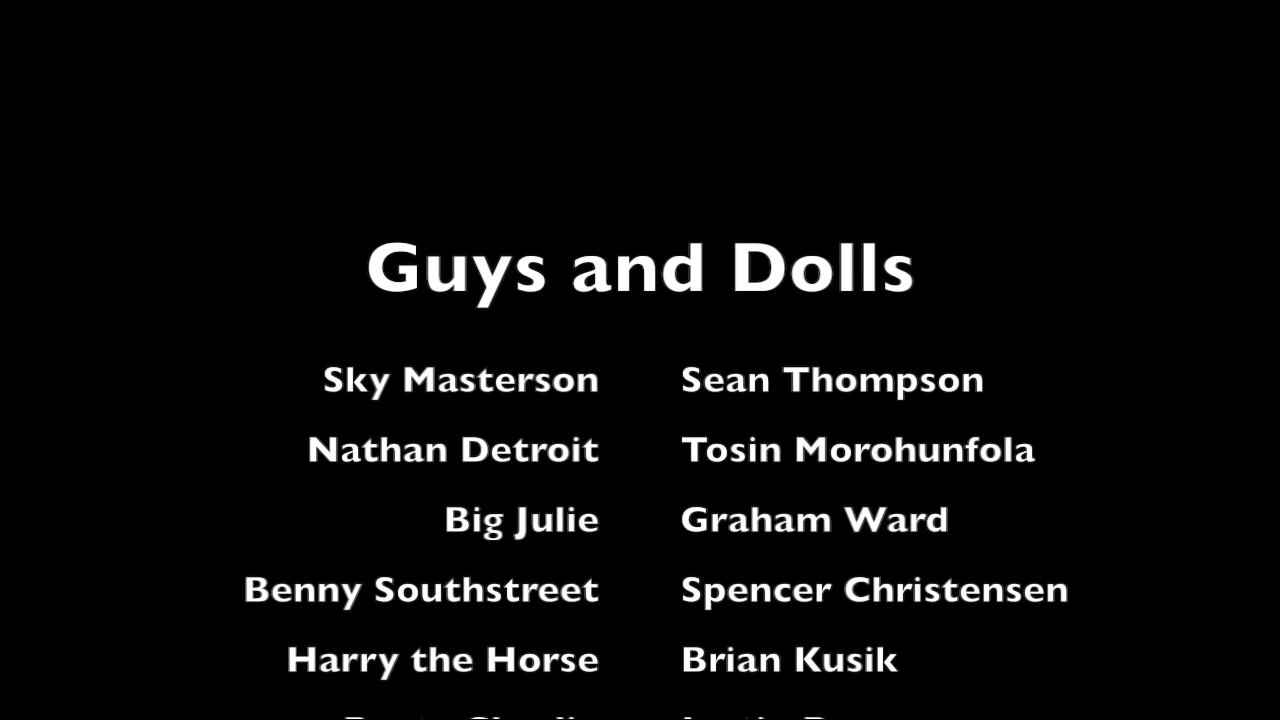 Guys and Dolls
Sky Masterson Sean Thompson
Nathan Detroit Tosin Morohunfola
Big Julie Graham Ward
Benny Southstreet Spencer Christensen
Harry the Horse Brian Kusik